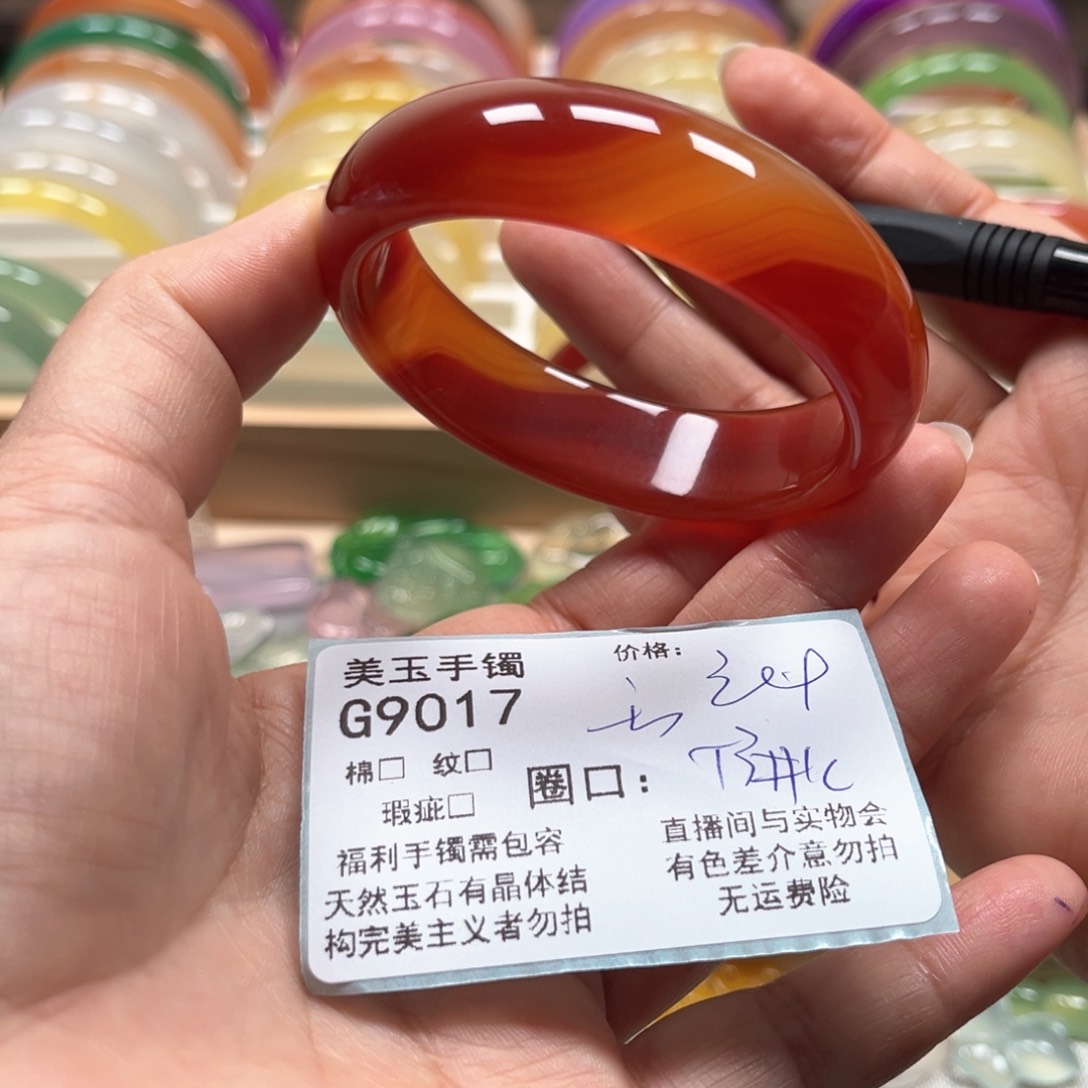 美玉手镯
G9017
价格:
棉□ 纹□
瑕疵□
圈口:
福利手镯需包容
天然玉石有晶体结
构完美主义者勿拍
直播间与实物会
有色差介意勿拍
无运费险